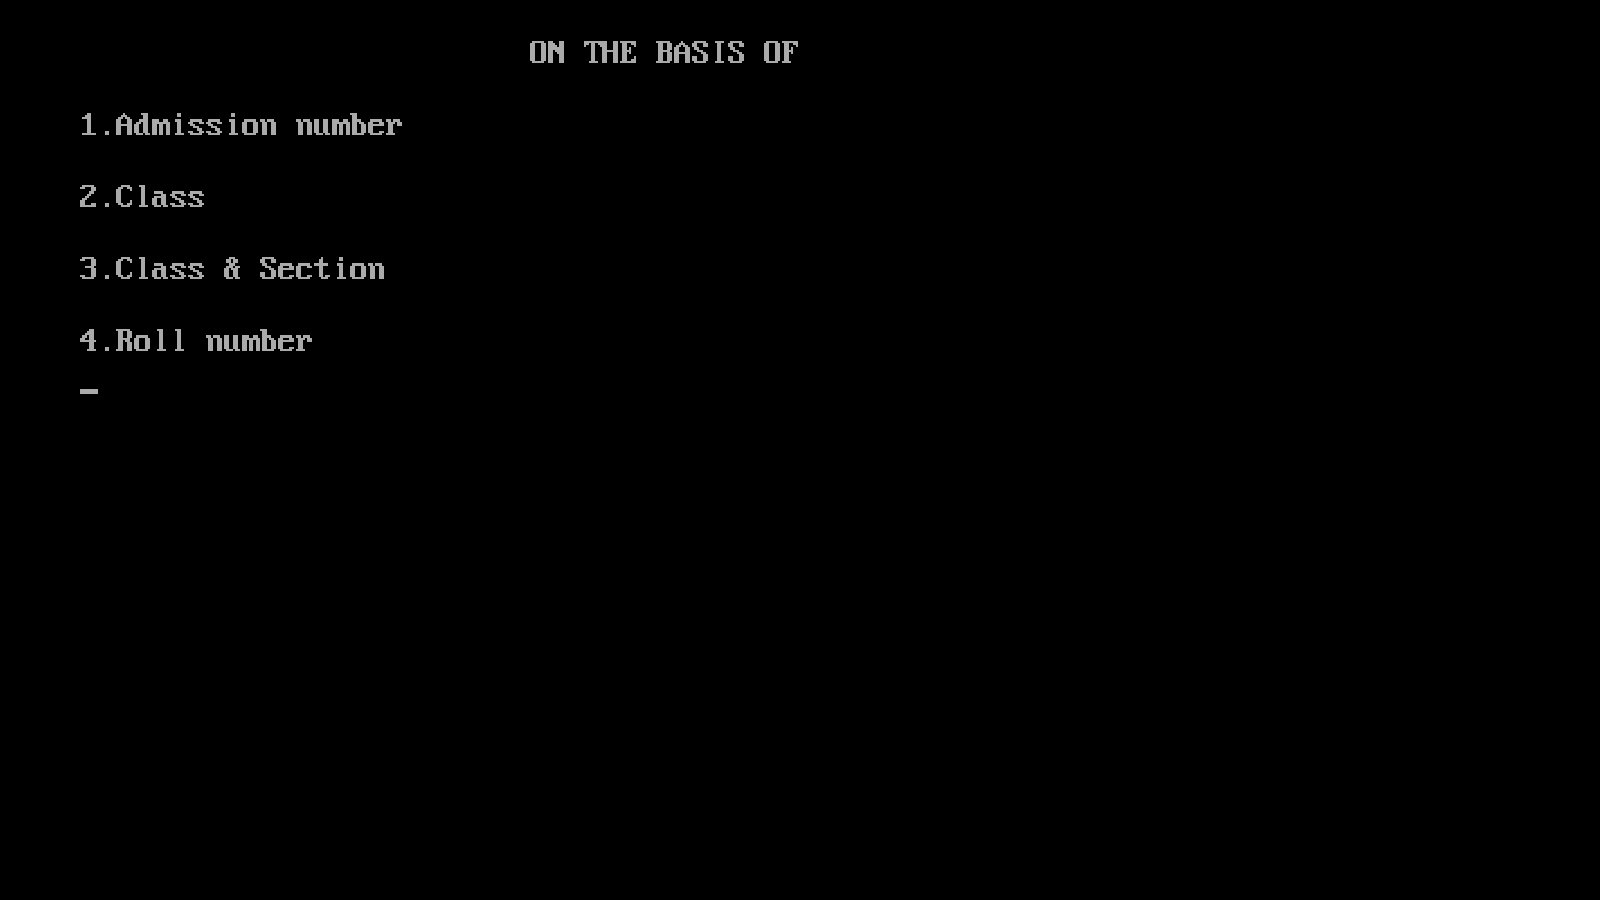 ON THE BASIS OF
1.Admission number
2.Class
3.Class & Section
4.Roll number